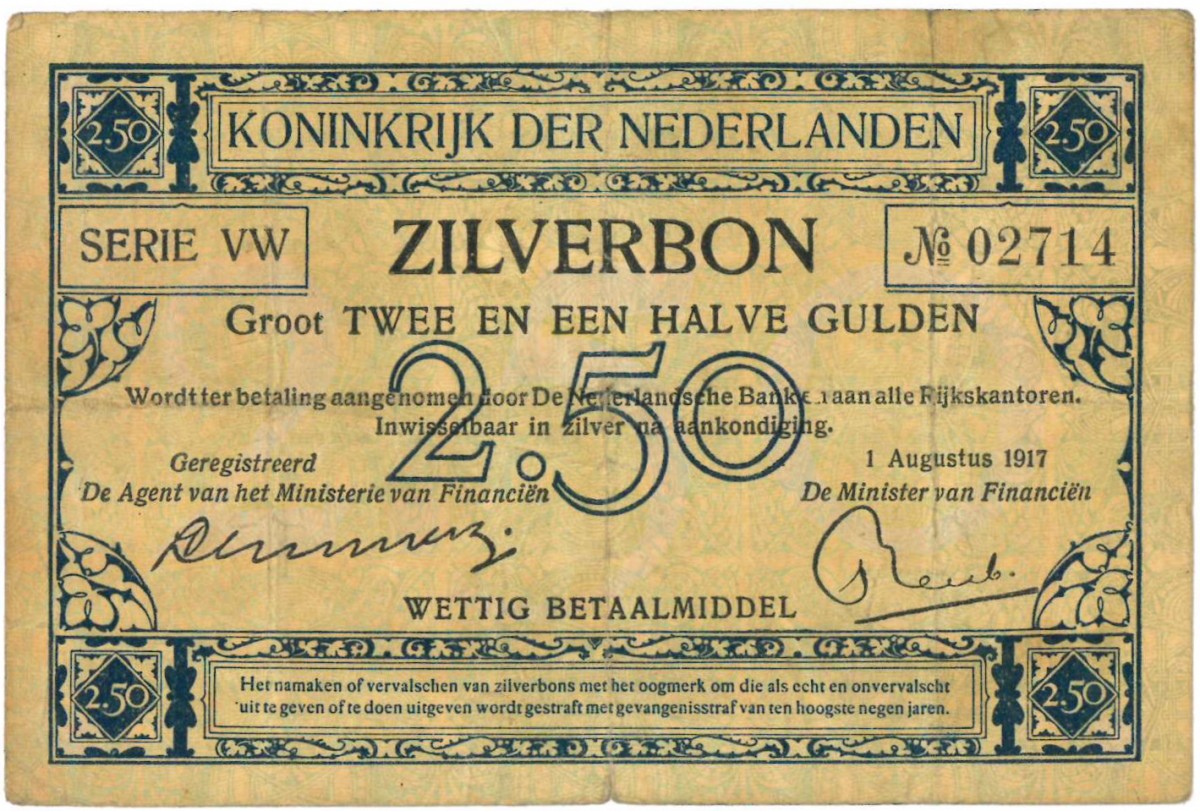 2.50 KONINKRIJK DER NEDERLANDEN 2.50
SERIE VW ZILVERBON № 02714
Groot TWEE EN EEN HALVE GULDEN
2.50
Wordt ter betaling aangenomen door De Nederlandsche Bank en aan alle Rijkskantoren.
Inwisselbaar in zilver na aankondiging.
Geregistreerd 1 Augustus 1917
De Agent van het Ministerie van Financiën De Minister van Financiën
WETTIG BETAALMIDDEL
2.50 Het namaken of vervalschen van zilverbons met het oogmerk om die als echt en onvervalscht 2.50
uit te geven of te doen uitgeven wordt gestraft met gevangenisstraf van ten hoogste negen jaren.